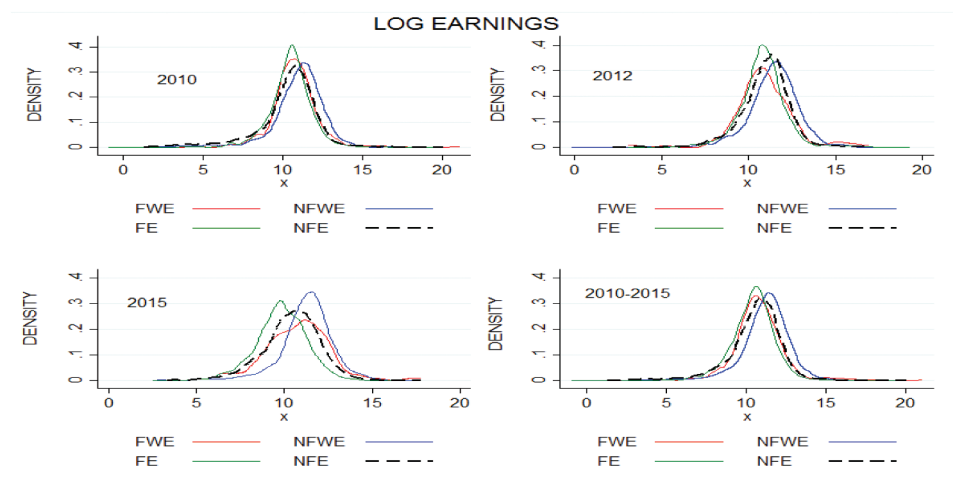 LOG EARNINGS
DENSITY
.4
.3
.2
.1
0
2010
0 5 10 15 20
x
FWE NFWE
FE NFE
DENSITY
.4
.3
.2
.1
0
2012
0 5 10 15 20
x
FWE NFWE
FE NFE
DENSITY
.4
.3
.2
.1
0
2015
0 5 10 15 20
x
FWE NFWE
FE NFE
DENSITY
.4
.3
.2
.1
0
2010-2015
0 5 10 15 20
x
FWE NFWE
FE NFE